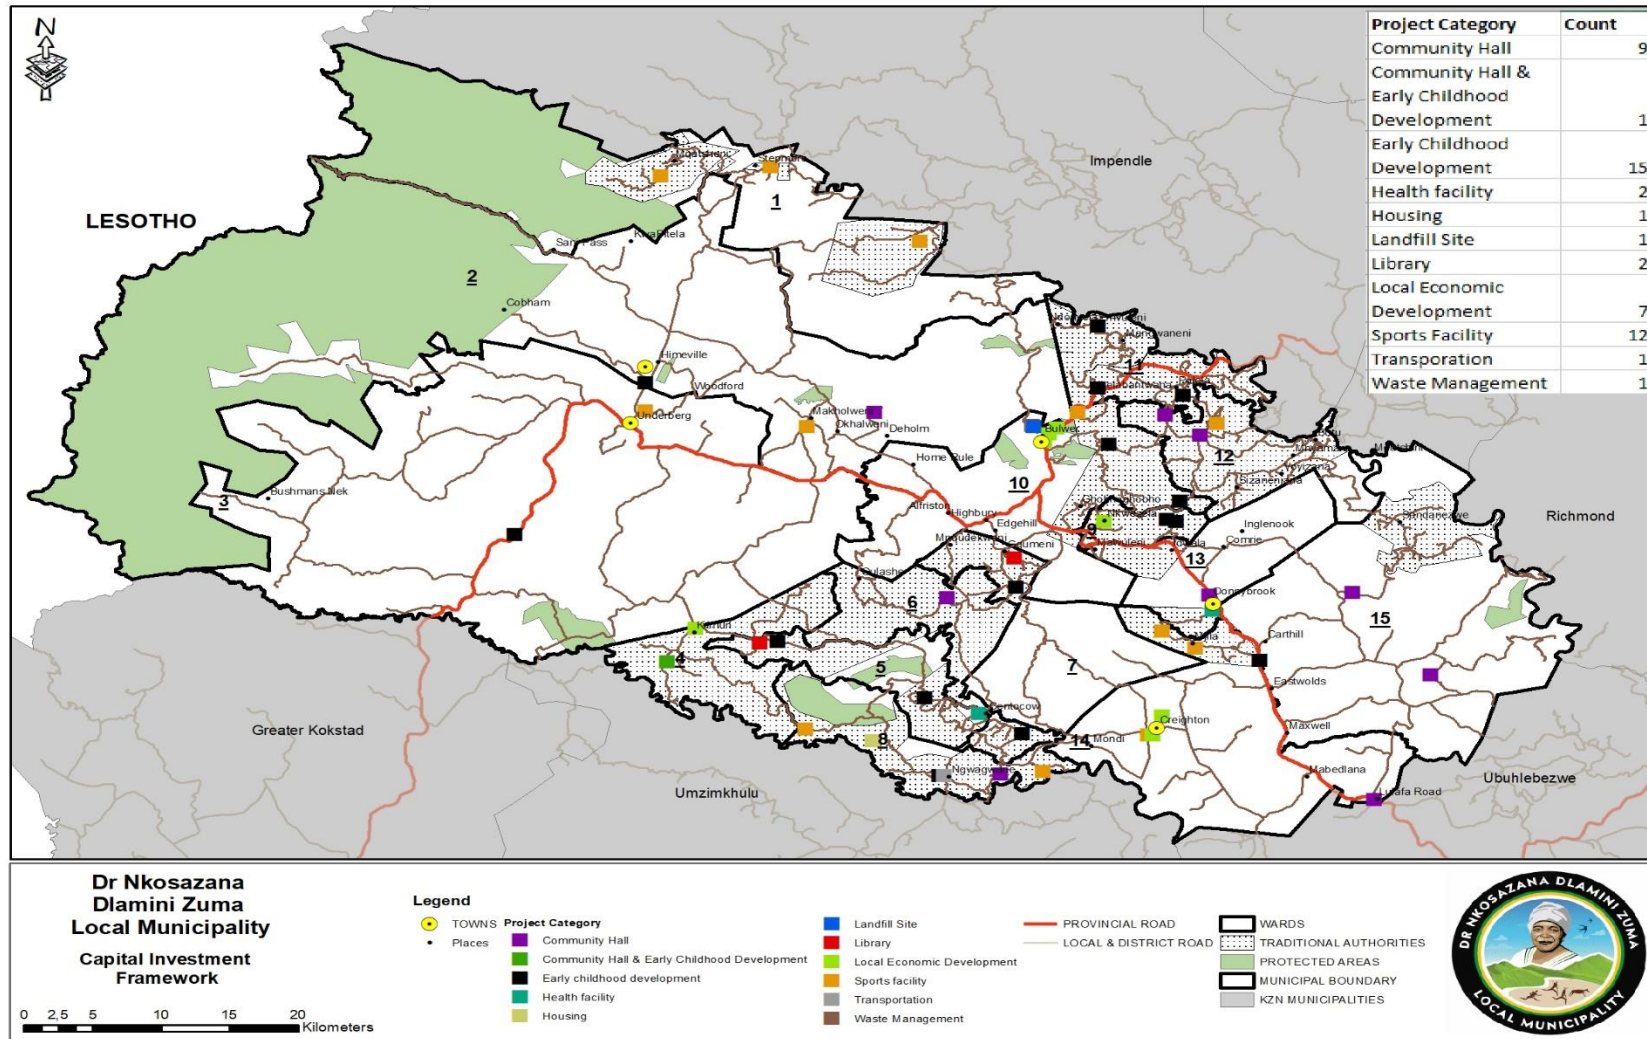 N
Project Category Count
Community Hall 9
Community Hall &
Early Childhood
Development 1
Early Childhood
Development 15
Health facility 2
Housing 1
Landfill Site 1
Library 2
Local Economic
Development 7
Sports Facility 12
Transporation 1
Waste Management 1
Impendle
LESOTHO
1
Stepmore
KwaPitela
Sani Pass
2
Cobham
Himeville
Woodford
Underberg
Makholweni
Okhalweni
Deholm
Home Rule
Bulwer
11
12
10
3
Bushmans Nek
Alfriston
Highbury
Edgehill
9
Inglenook
Comrie
13
Richmond
6
Donnybrook
15
Carthill
4
5
7
Eastwolds
Creighton
Maxwell
14
Mondi
8
Mabedlana
Greater Kokstad
Umzimkhulu
Ubuhlebezwe
Lufafa Road
Dr Nkosazana
Dlamini Zuma
Local Municipality
Capital Investment
Framework
0 2,5 5 10 15 20
Kilometers
Legend
TOWNS
Places
Project Category
Community Hall
Community Hall & Early Childhood Development
Early childhood development
Health facility
Housing
Landfill Site
Library
Local Economic Development
Sports facility
Transportation
Waste Management
PROVINCIAL ROAD
LOCAL & DISTRICT ROAD
WARDS
TRADITIONAL AUTHORITIES
PROTECTED AREAS
MUNICIPAL BOUNDARY
KZN MUNICIPALITIES
DR NKOSAZANA DLAMINI ZUMA
LOCAL MUNICIPALITY